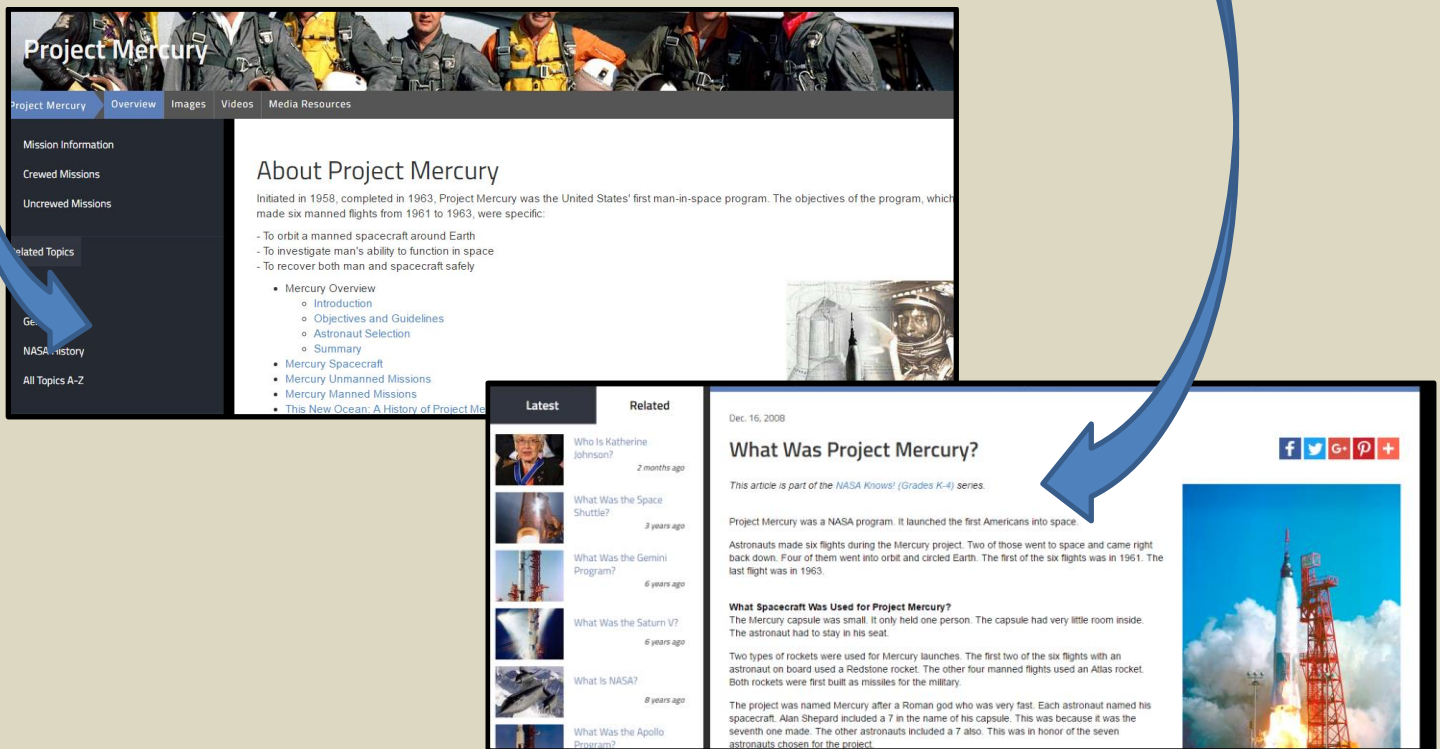 Project Mercury
Project Mercury
Overview
Images
Videos
Media Resources
Mission Information
Crewed Missions
Uncrewed Missions
Related Topics
NASA History
All Topics A-Z
About Project Mercury
Initiated in 1958, completed in 1963, Project Mercury was the United States' first man-in-space program. The objectives of the program, which
made six manned flights from 1961 to 1963, were specific:
- To orbit a manned spacecraft around Earth
- To investigate man's ability to function in space
- To recover both man and spacecraft safely
Mercury Overview
Introduction
Objectives and Guidelines
Astronaut Selection
Summary
Mercury Spacecraft
Mercury Unmanned Missions
Mercury Manned Missions
This New Ocean: A History of Project Me
Latest
Related
Who Is Katherine
Johnson?
2 months ago
What Was the Space
Shuttle?
3 years ago
What Was the Gemini
Program?
6 years ago
What Was the Saturn V?
6 years ago
What Is NASA?
8 years ago
What Was the Apollo
Program?
Dec. 16, 2008
What Was Project Mercury?
This article is part of the NASA Knows! (Grades K-4) series.
Project Mercury was a NASA program. It launched the first Americans into space.
Astronauts made six flights during the Mercury project. Two of those went to space and came right
back down. Four of them went into orbit and circled Earth. The first of the six flights was in 1961. The
last flight was in 1963.
What Spacecraft Was Used for Project Mercury?
The Mercury capsule was small. It only held one person. The capsule had very little room inside.
The astronaut had to stay in his seat.
Two types of rockets were used for Mercury launches. The first two of the six flights with an
astronaut on board used a Redstone rocket. The other four manned flights used an Atlas rocket.
Both rockets were first built as missiles for the military.
The project was named Mercury after a Roman god who was very fast. Each astronaut named his
spacecraft. Alan Shepard included a 7 in the name of his capsule. This was because it was the
seventh one made. The other astronauts included a 7 also. This was in honor of the seven
astronauts chosen for the project.